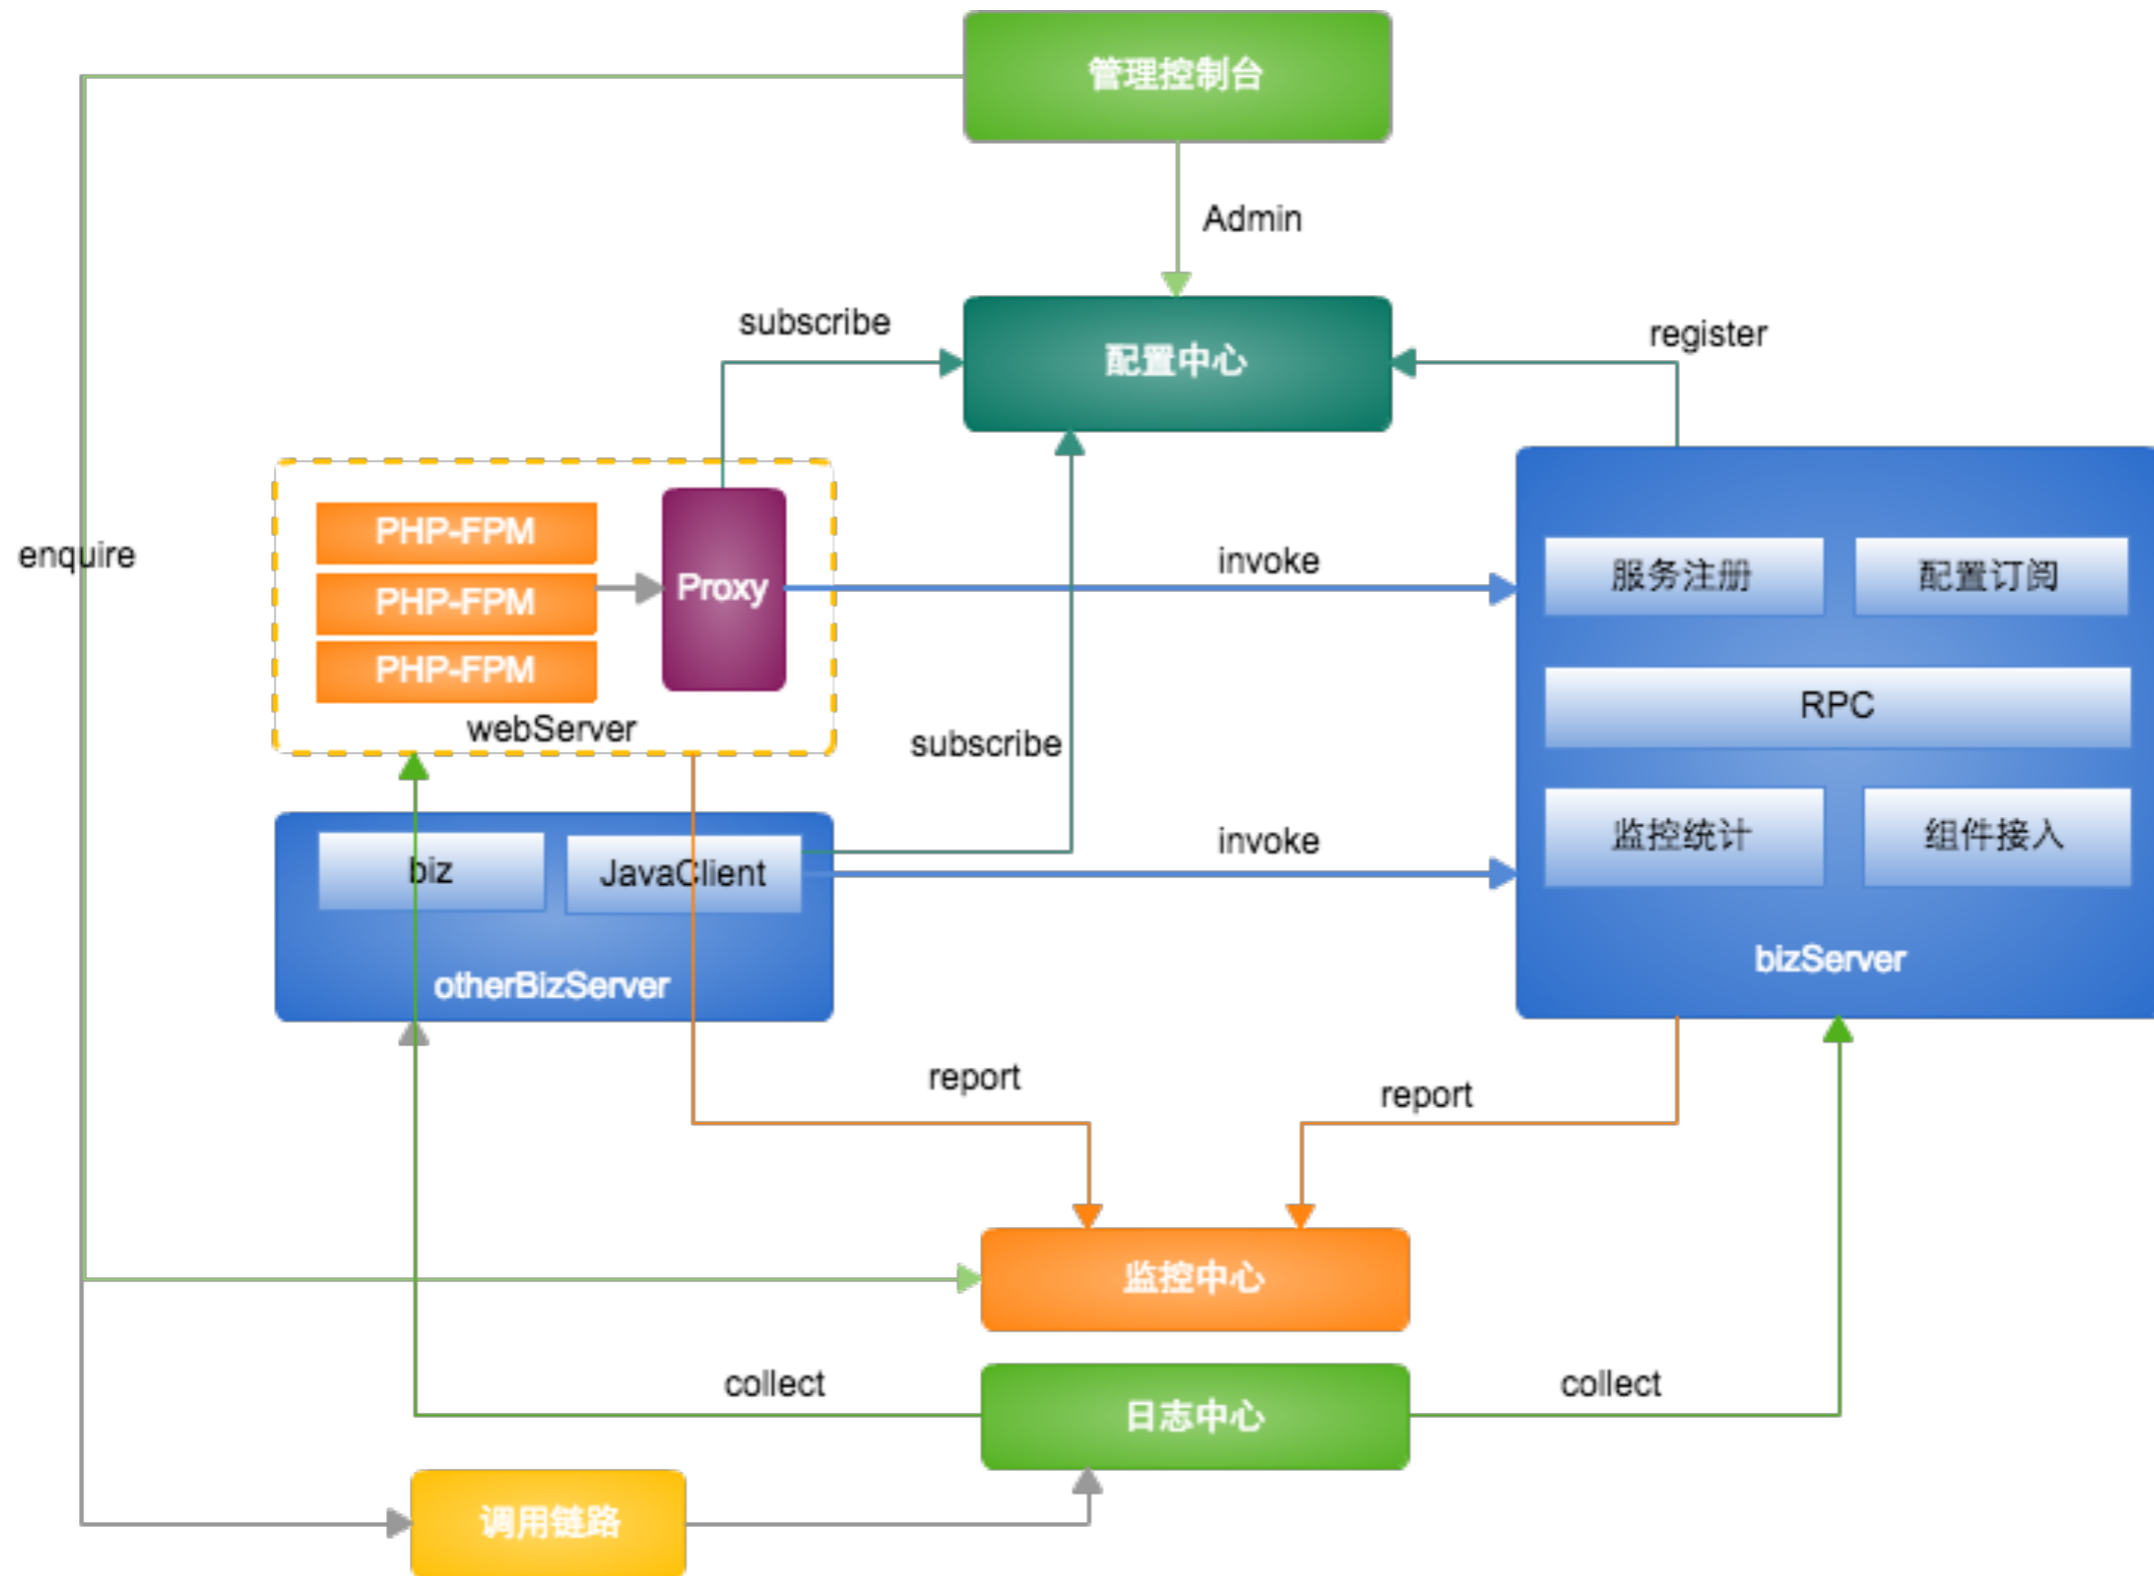 管理控制台
Admin
subscribe
配置中心
register
enquire
PHP-FPM
PHP-FPM
PHP-FPM
Proxy
webServer
invoke
服务注册
配置订阅
RPC
监控统计
组件接入
bizServer
subscribe
invoke
biz
JavaClient
otherBizServer
report
report
监控中心
collect
日志中心
collect
调用链路